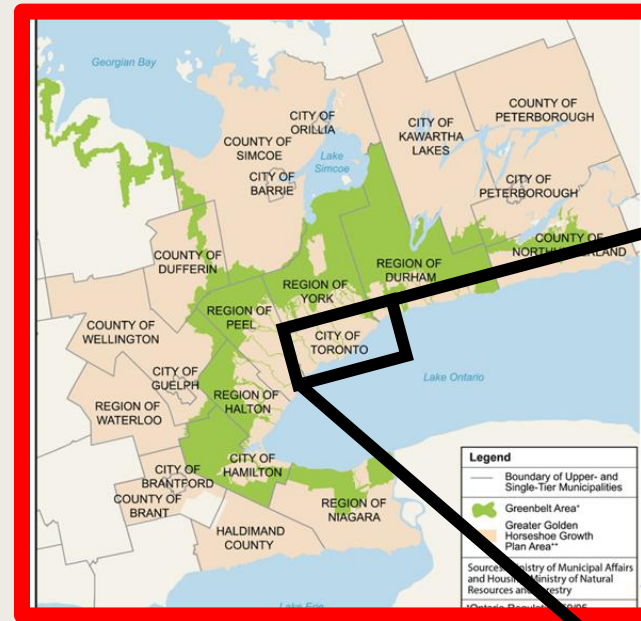 Georgian Bay
CITY OF
ORILLIA
COUNTY OF
SIMCOE
Lake
Simcoe
CITY OF
BARRIE
CITY OF
KAWARTHA
LAKES
COUNTY OF
PETERBOROUGH
CITY OF
PETERBOROUGH
COUNTY OF
COUNTY OF
DUFFERIN
REGION OF
DURHAM
REGION OF
YORK
REGION OF
PEEL
CITY OF
TORONTO
COUNTY OF
WELLINGTON
CITY OF
GUELPH
REGION OF
HALTON
Lake Ontario
REGION OF
WATERLOO
CITY OF
HAMILTON
CITY OF
BRANTFORD
COUNTY OF
BRANT
REGION OF
NIAGARA
HALDIMAND
COUNTY
Lake Erie
Legend
Boundary of Upper- and
Single-Tier Municipalities
Greenbelt Area*
Greater Golden
Horseshoe Growth
Plan Area**
Ministry of Municipal Affairs
and Ministry of Natural
Resources and